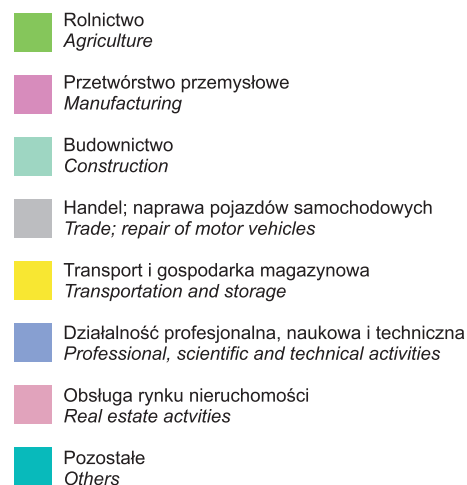 Rolnictwo
Agriculture
Przetwórstwo przemysłowe
Manufacturing
Budownictwo
Construction
Handel; naprawa pojazdów samochodowych
Trade; repair of motor vehicles
Transport i gospodarka magazynowa
Transportation and storage
Działalność profesjonalna, naukowa i techniczna
Professional, scientific and technical activities
Obsługa rynku nieruchomości
Real estate actvities
Pozostałe
Others